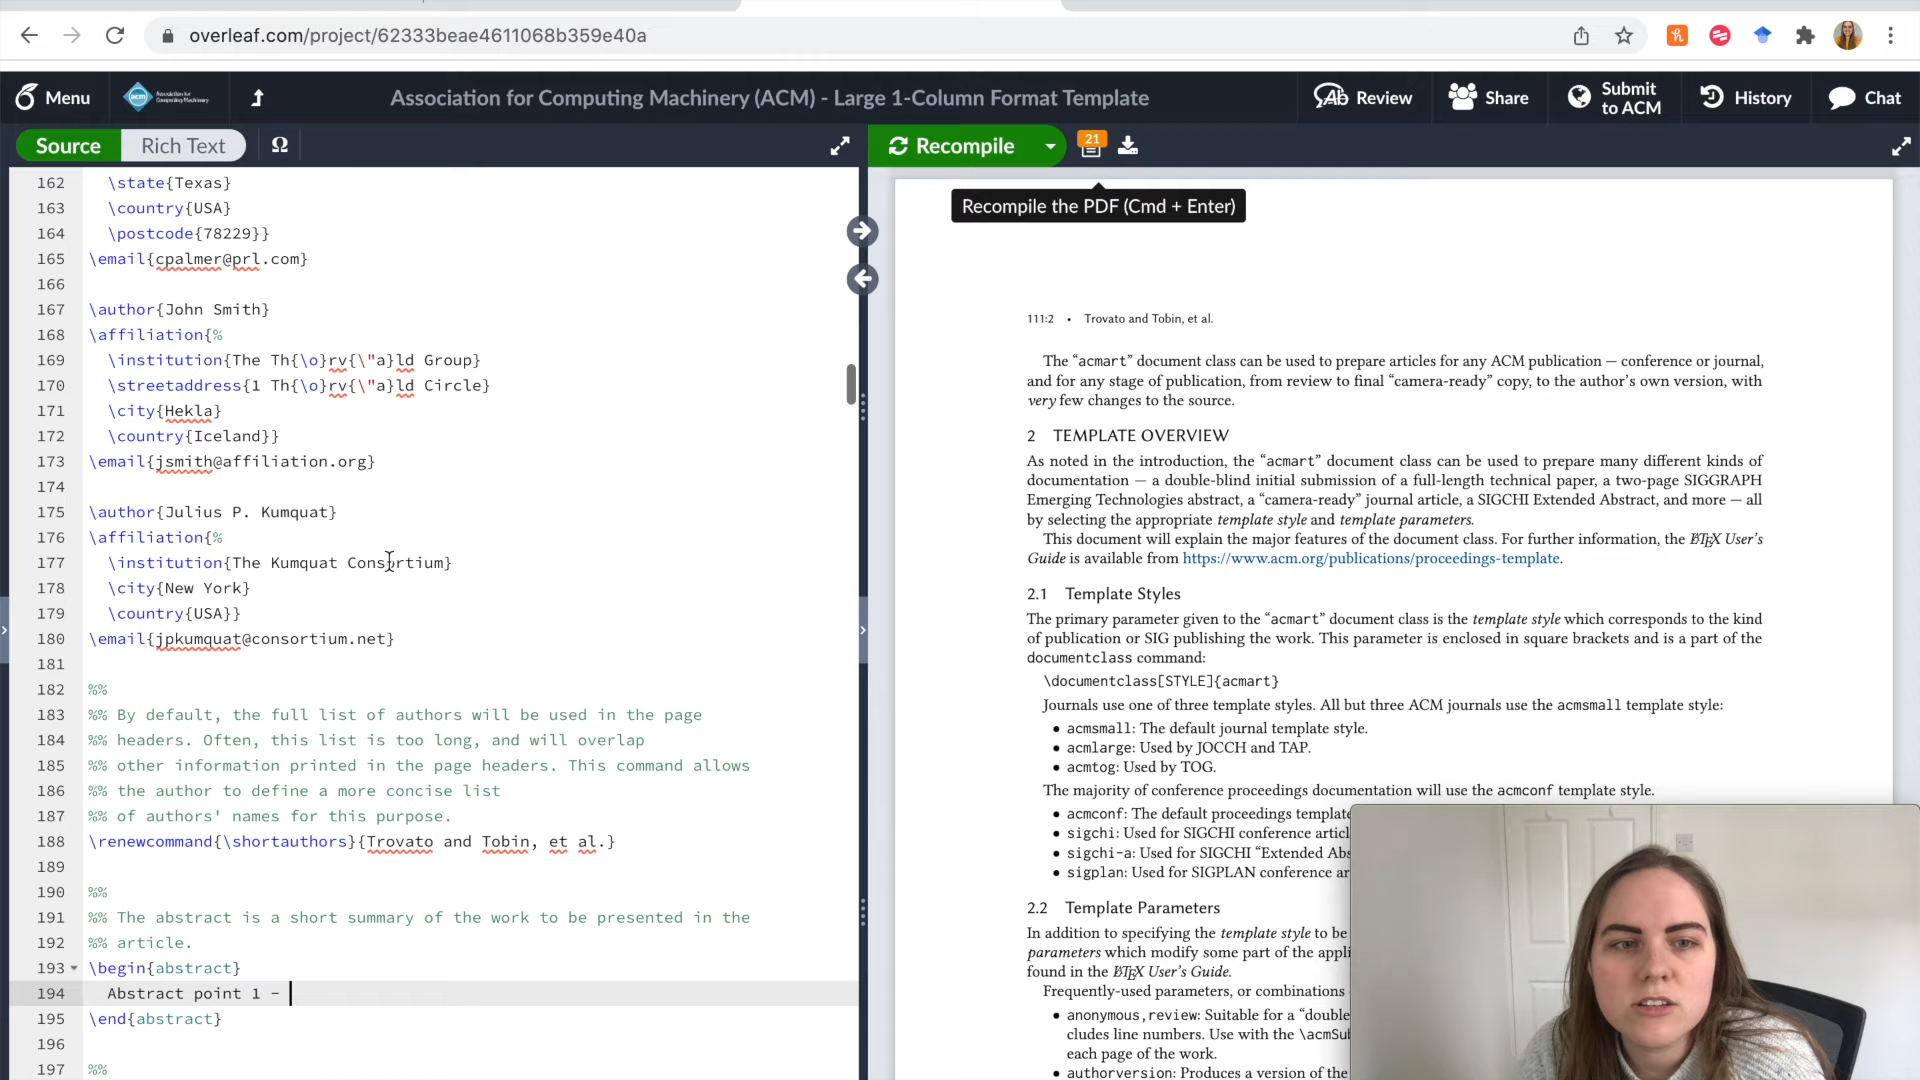 overleaf.com/project/62333beae4611068b359e40a
Menu
acm Association for Computing Machinery
Association for Computing Machinery (ACM) - Large 1-Column Format Template
Review
Share
Submit to ACM
History
Chat
Source
Rich Text
Ω
Recompile
21
Recompile the PDF (Cmd + Enter)
162 \state{Texas}
163 \country{USA}
164 \postcode{78229}}
165 \email{cpalmer@prl.com}
166
167 \author{John Smith}
168 \affiliation{%
169 \institution{The Th{\o}rv{\"a}ld Group}
170 \streetaddress{1 Th{\o}rv{\"a}ld Circle}
171 \city{Hekla}
172 \country{Iceland}}
173 \email{jsmith@affiliation.org}
174
175 \author{Julius P. Kumquat}
176 \affiliation{%
177 \institution{The Kumquat Consortium}
178 \city{New York}
179 \country{USA}}
180 \email{jpkumquat@consortium.net}
181
182 %%
183 %% By default, the full list of authors will be used in the page
184 %% headers. Often, this list is too long, and will overlap
185 %% other information printed in the page headers. This command allows
186 %% the author to define a more concise list
187 %% of authors' names for this purpose.
188 \renewcommand{\shortauthors}{Trovato and Tobin, et al.}
189
190 %%
191 %% The abstract is a short summary of the work to be presented in the
192 %% article.
193 \begin{abstract}
194 Abstract point 1 -
195 \end{abstract}
196
197 %%
111:2 • Trovato and Tobin, et al.
The “acmart” document class can be used to prepare articles for any ACM publication — conference or journal,
and for any stage of publication, from review to final “camera-ready” copy, to the author’s own version, with
very few changes to the source.
2 TEMPLATE OVERVIEW
As noted in the introduction, the “acmart” document class can be used to prepare many different kinds of
documentation — a double-blind initial submission of a full-length technical paper, a two-page SIGGRAPH
Emerging Technologies abstract, a “camera-ready” journal article, a SIGCHI Extended Abstract, and more — all
by selecting the appropriate template style and template parameters.
This document will explain the major features of the document class. For further information, the LATEX User’s
Guide is available from https://www.acm.org/publications/proceedings-template.
2.1 Template Styles
The primary parameter given to the “acmart” document class is the template style which corresponds to the kind
of publication or SIG publishing the work. This parameter is enclosed in square brackets and is a part of the
documentclass command:
\documentclass[STYLE]{acmart}
Journals use one of three template styles. All but three ACM journals use the acmsmall template style:
• acmsmall: The default journal template style.
• acmlarge: Used by JOCCH and TAP.
• acmtog: Used by TOG.
The majority of conference proceedings documentation will use the acmconf template style.
• acmconf: The default proceedings template
• sigchi: Used for SIGCHI conference articl
• sigchi-a: Used for SIGCHI “Extended Abs
• sigplan: Used for SIGPLAN conference ar
2.2 Template Parameters
In addition to specifying the template style to be
parameters which modify some part of the appli
found in the LATEX User’s Guide.
Frequently-used parameters, or combinations
• anonymous,review: Suitable for a “double
cludes line numbers. Use with the \acmSub
each page of the work.
• authorversion: Produces a version of the